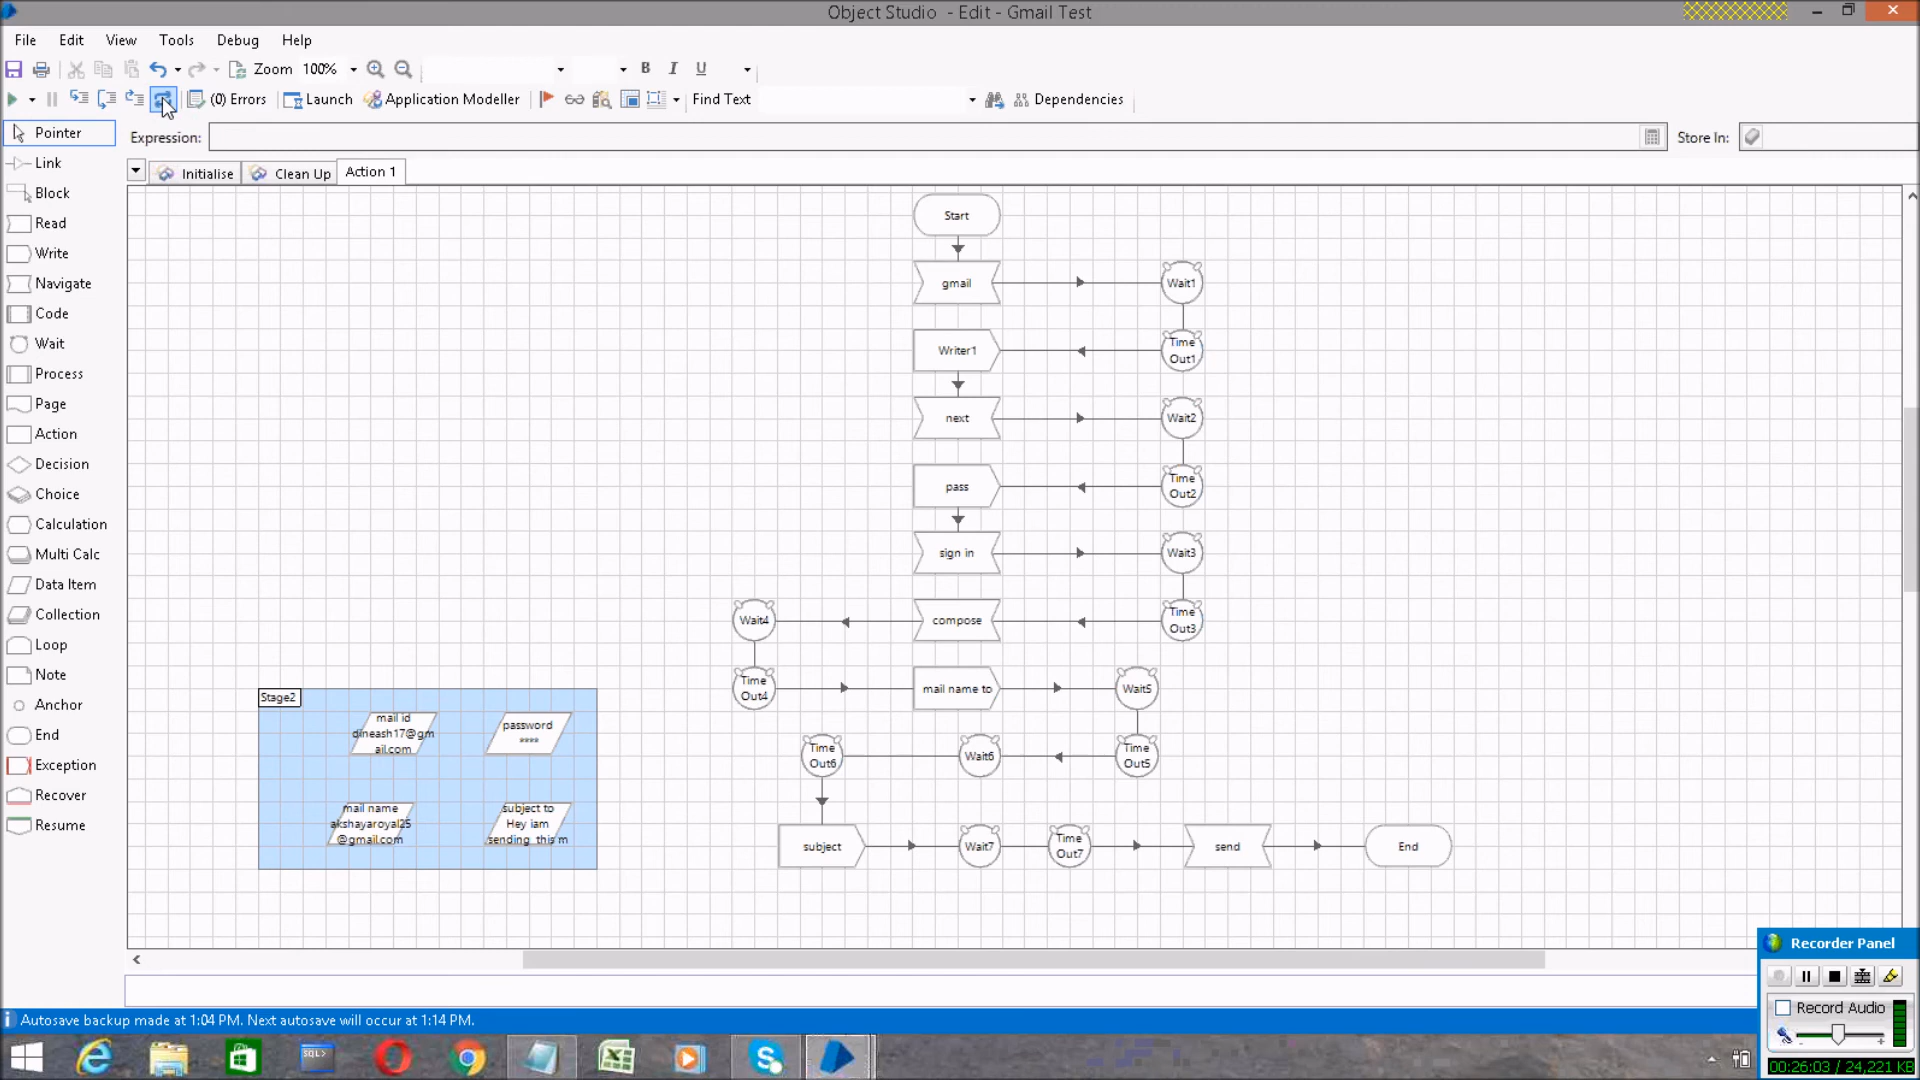 Object Studio - Edit - Gmail Test
File Edit View Tools Debug Help
Zoom 100% B I U
(0) Errors Launch Application Modeller Find Text Dependencies
Pointer
Expression: Store In:
Link
Initialise Clean Up Action 1
Block
Read
Write
Navigate
Code
Wait
Process
Page
Action
Decision
Choice
Calculation
Multi Calc
Data Item
Collection
Loop
Note
Anchor
End
Exception
Recover
Resume
Start
gmail Wait1
Writer1 Time
Out1
next Wait2
pass Time
Out2
sign in Wait3
Wait4 compose Time
Out3
Time
Out4 mail name to Wait5
Time
Out6 Wait6 Time
Out5
subject Wait7 Time
Out7 send End
Stage2
mail id
dineash17@gm
ail.com
password
****
mail name
akshayaroyal25
@gmail.com
subject to
Hey iam
sending this m
Recorder Panel
Record Audio
- +
00:26:03 / 24,221 KB
Autosave backup made at 1:04 PM. Next autosave will occur at 1:14 PM.
SQL>